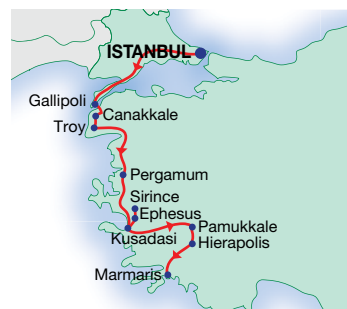 ISTANBUL
Gallipoli
Canakkale
Troy
Pergamum
Sirince
Ephesus
Kusadasi
Pamukkale
Hierapolis
Marmaris